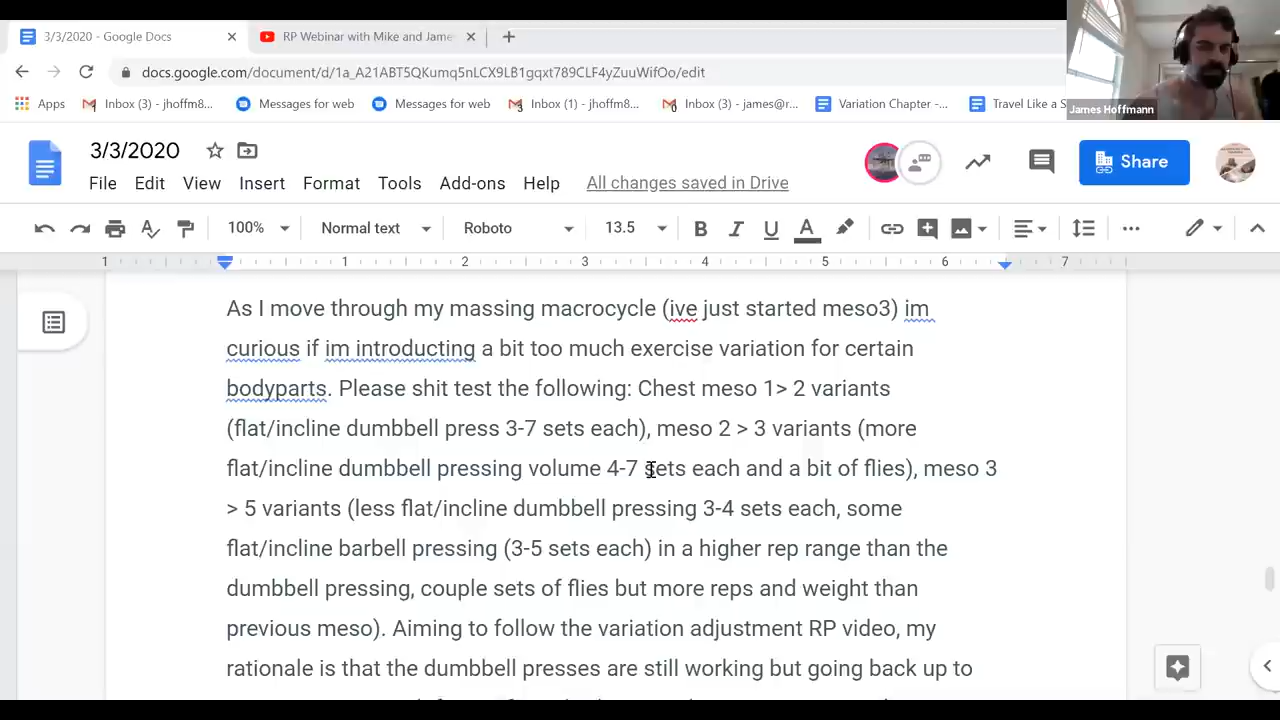 3/3/2020 - Google Docs
RP Webinar with Mike and Jame
docs.google.com/document/d/1a_A21ABT5QKumq5nLCX9LB1gqxt789CLF4yZuuWifOo/edit
Apps
Inbox (3) - jhoffm8...
Messages for web
Messages for web
Inbox (1) - jhoffm8...
Inbox (3) - james@r...
Variation Chapter -...
Travel Like a S
James Hoffmann
3/3/2020
File Edit View Insert Format Tools Add-ons Help All changes saved in Drive
Share
100% Normal text Roboto 13.5 B I U A
1 1 2 3 4 5 6 7
As I move through my massing macrocycle (ive just started meso3) im
curious if im introducting a bit too much exercise variation for certain
bodyparts. Please shit test the following: Chest meso 1> 2 variants
(flat/incline dumbbell press 3-7 sets each), meso 2 > 3 variants (more
flat/incline dumbbell pressing volume 4-7 sets each and a bit of flies), meso 3
> 5 variants (less flat/incline dumbbell pressing 3-4 sets each, some
flat/incline barbell pressing (3-5 sets each) in a higher rep range than the
dumbbell pressing, couple sets of flies but more reps and weight than
previous meso). Aiming to follow the variation adjustment RP video, my
rationale is that the dumbbell presses are still working but going back up to